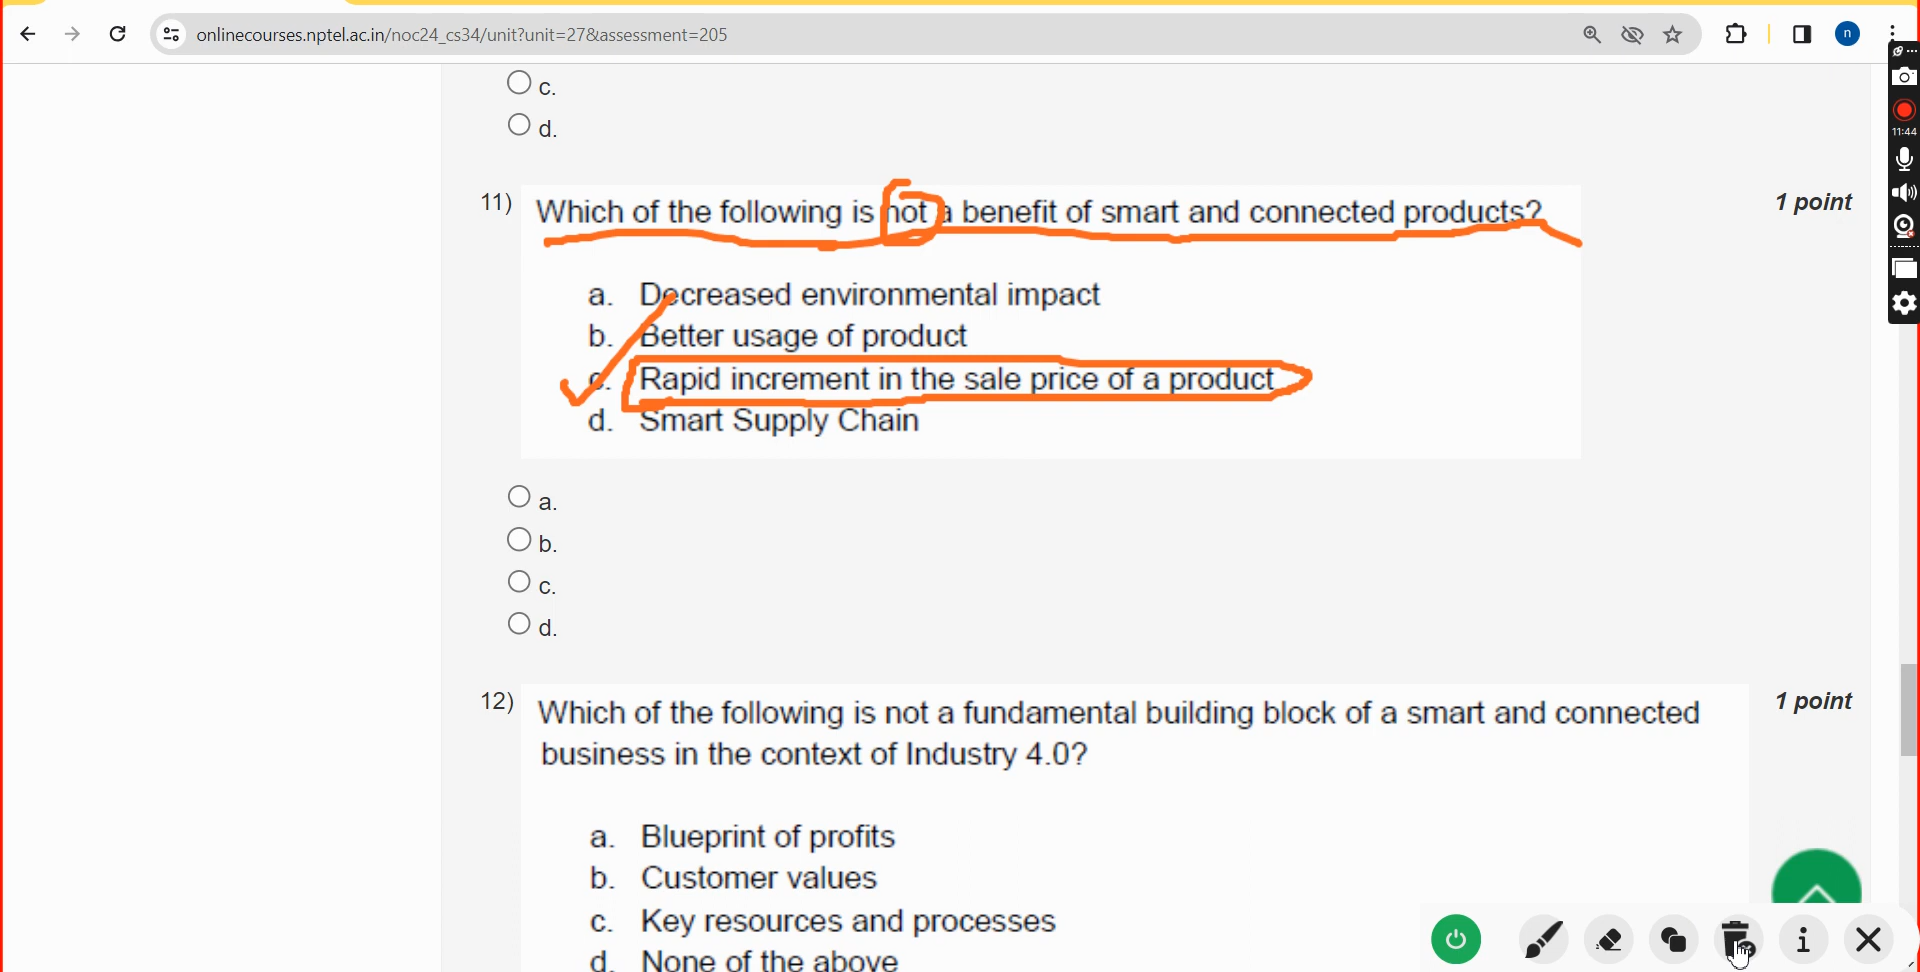 onlinecourses.nptel.ac.in/noc24_cs34/unit?unit=27&assessment=205
n
11:44
c.
d.
11) Which of the following is not a benefit of smart and connected products? 1 point
a. Decreased environmental impact
b. Better usage of product
c. Rapid increment in the sale price of a product
d. Smart Supply Chain
a.
b.
c.
d.
12) Which of the following is not a fundamental building block of a smart and connected 1 point
business in the context of Industry 4.0?
a. Blueprint of profits
b. Customer values
c. Key resources and processes
d. None of the above